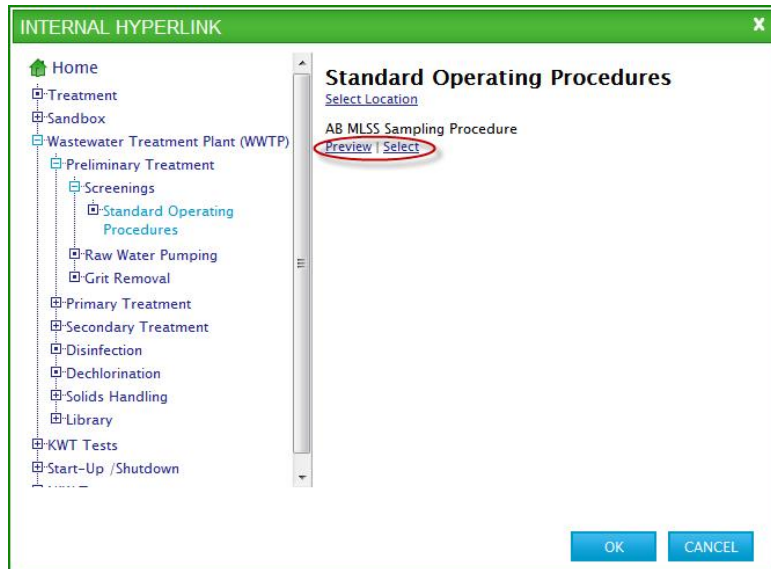 INTERNAL HYPERLINK
X
Home
Treatment
Sandbox
Wastewater Treatment Plant (WWTP)
Preliminary Treatment
Screenings
Standard Operating
Procedures
Raw Water Pumping
Grit Removal
Primary Treatment
Secondary Treatment
Disinfection
Dechlorination
Solids Handling
Library
KWT Tests
Start-Up /Shutdown
Standard Operating Procedures
Select Location
AB MLSS Sampling Procedure
Preview | Select
OK
CANCEL